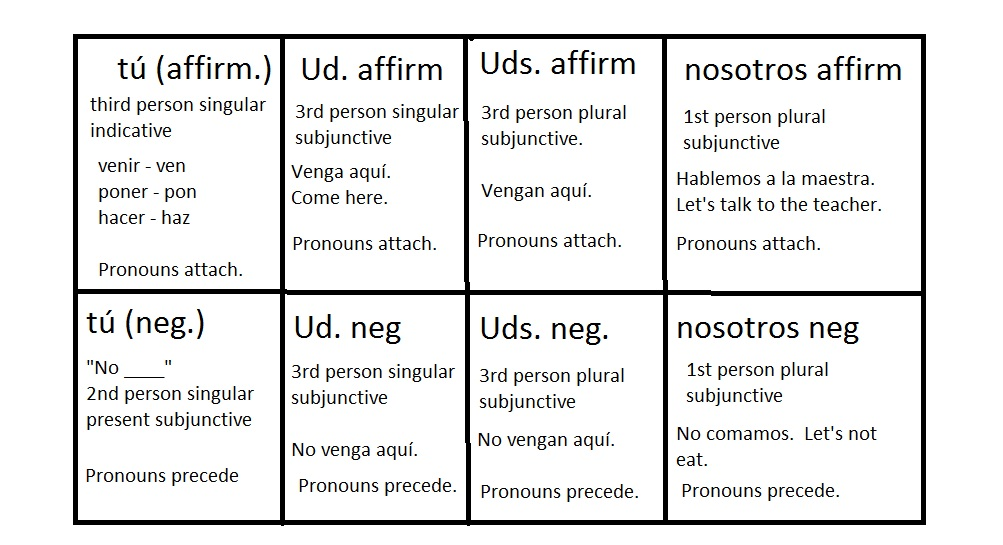 tú (affirm.)
third person singular
indicative
venir - ven
poner - pon
hacer - haz
Pronouns attach.
Ud. affirm
3rd person singular
subjunctive
Venga aquí.
Come here.
Pronouns attach.
Uds. affirm
3rd person plural
subjunctive.
Vengan aquí.
Pronouns attach.
nosotros affirm
1st person plural
subjunctive
Hablemos a la maestra.
Let's talk to the teacher.
Pronouns attach.
tú (neg.)
"No ____"
2nd person singular
present subjunctive
Pronouns precede
Ud. neg
3rd person singular
subjunctive
No venga aquí.
Pronouns precede.
Uds. neg.
3rd person plural
subjunctive
No vengan aquí.
Pronouns precede.
nosotros neg
1st person plural
subjunctive
No comamos.  Let's not
eat.
Pronouns precede.